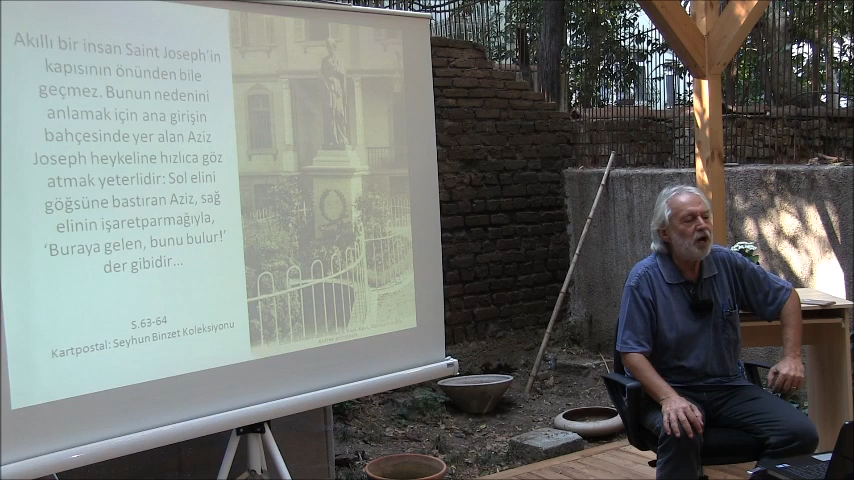 Akıllı bir insan Saint Joseph'in
kapısının önünden bile
geçmez. Bunun nedenini
anlamak için ana girişin
bahçesinde yer alan Aziz
Joseph heykeline hızlıca göz
atmak yeterlidir: Sol elini
göğsüne bastıran Aziz, sağ
elinin işaretparmağıyla,
'Buraya gelen, bunu bulur!'
der gibidir...
S.63-64
Kartpostal: Seyhun Binzet Koleksiyonu